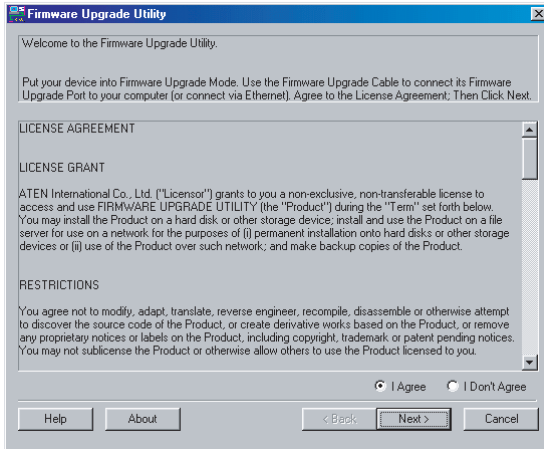 Firmware Upgrade Utility
Welcome to the Firmware Upgrade Utility.
Put your device into Firmware Upgrade Mode. Use the Firmware Upgrade Cable to connect its Firmware
Upgrade Port to your computer (or connect via Ethernet). Agree to the License Agreement; Then Click Next.
LICENSE AGREEMENT
LICENSE GRANT
ATEN International Co., Ltd. ("Licensor") grants to you a non-exclusive, non-transferable license to
access and use FIRMWARE UPGRADE UTILITY (the "Product") during the "Term" set forth below.
You may install the Product on a hard disk or other storage device; install and use the Product on a file
server for use on a network for the purposes of (i) permanent installation onto hard disks or other storage
devices or (ii) use of the Product over such network; and make backup copies of the Product.
RESTRICTIONS
You agree not to modify, adapt, translate, reverse engineer, recompile, disassemble or otherwise attempt
to discover the source code of the Product, or create derivative works based on the Product, or remove
any proprietary notices or labels on the Product, including copyright, trademark or patent pending notices.
You may not sublicense the Product or otherwise allow others to use the Product licensed to you.
I Agree I Don't Agree
Help About < Back Next > Cancel